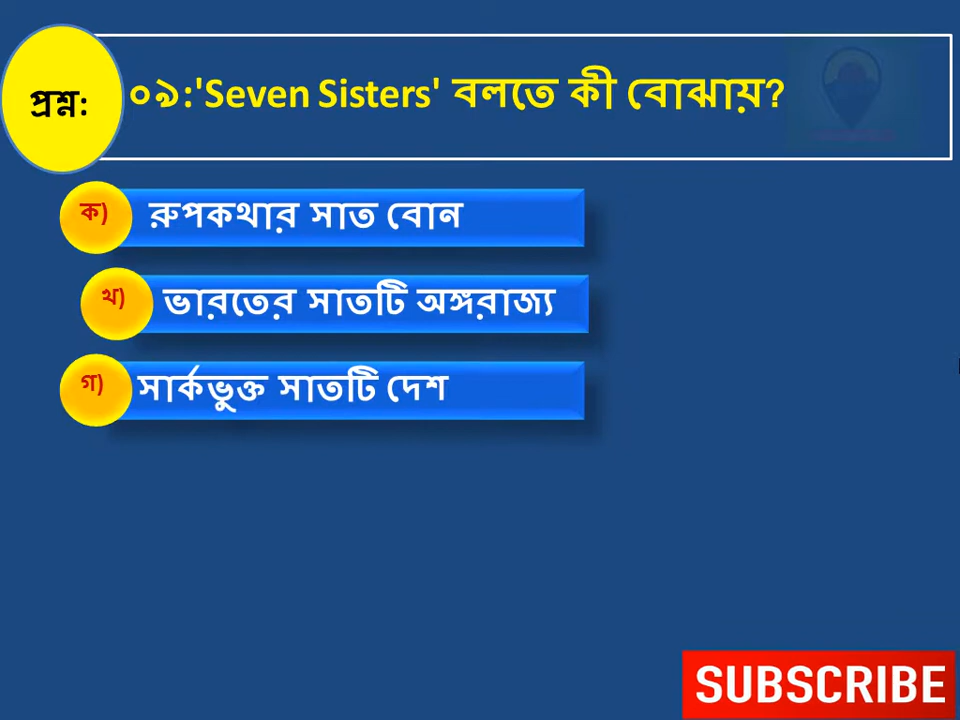 প্রশ্ন:
০৯:'Seven Sisters' বলতে কী বোঝায়?
ক) রুপকথার সাত বোন
খ) ভারতের সাতটি অঙ্গরাজ্য
গ) সার্কভুক্ত সাতটি দেশ
SUBSCRIBE